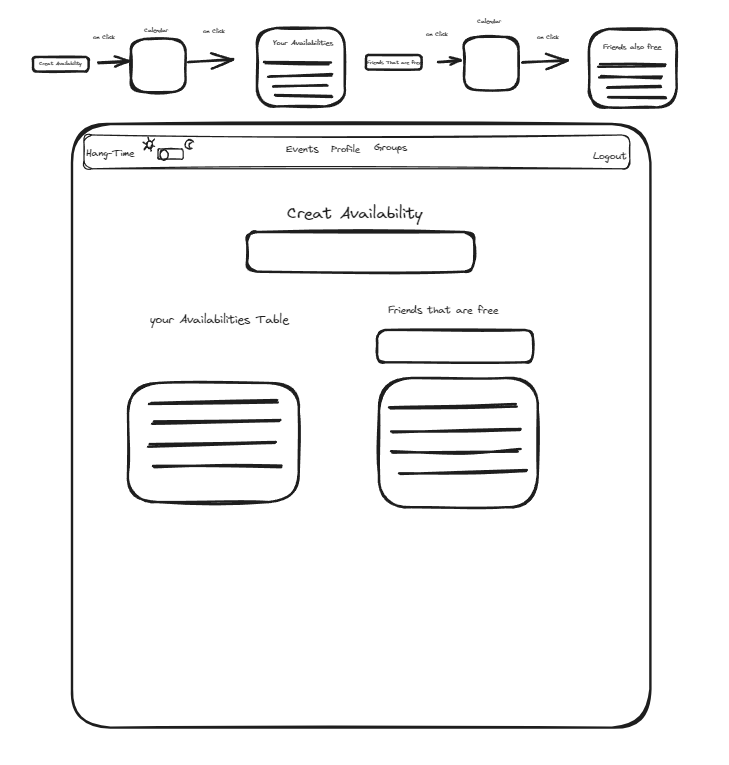 on Click
Calendar
on Click
Creat Availability
Your Availabilities
on Click
Calendar
on Click
Friends That are free
Friends also free
Hang-Time
Events
Profile
Groups
Logout
Creat Availability
your Availabilities Table
Friends that are free